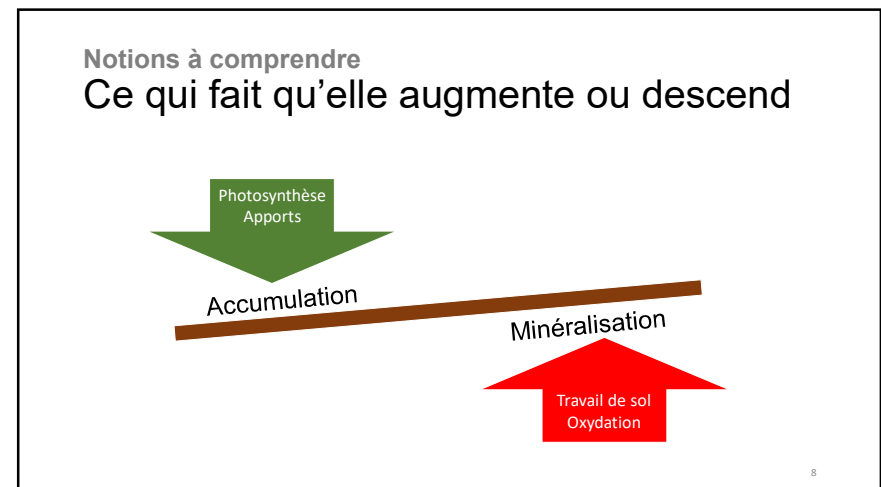 Notions à comprendre
Ce qui fait qu'elle augmente ou descend
Photosynthèse
Apports
Accumulation
Minéralisation
Travail de sol
Oxydation
8